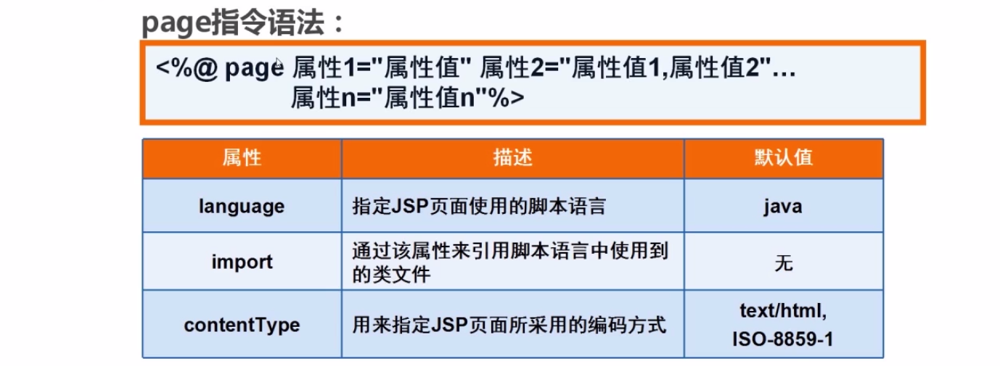 page指令语法：
<%@ page 属性1="属性值" 属性2="属性值1,属性值2"…
属性n="属性值n"%>
属性 描述 默认值
language 指定JSP页面使用的脚本语言 java
import 通过该属性来引用脚本语言中使用到
的类文件 无
contentType 用来指定JSP页面所采用的编码方式 text/html,
ISO-8859-1